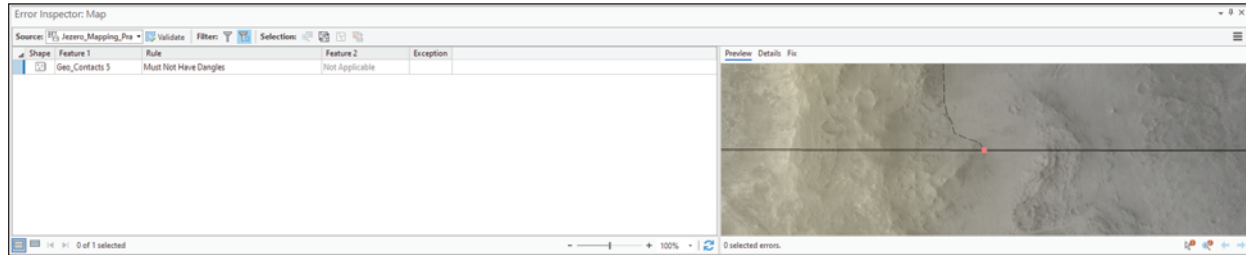 Error Inspector: Map
Source: Jezero_Mapping_Pra Validate Filter: Selection:
Shape Feature 1 Rule Feature 2 Exception
Geo_Contacts 5 Must Not Have Dangles Not Applicable
Preview Details Fix
0 of 1 selected 100% 0 selected errors.